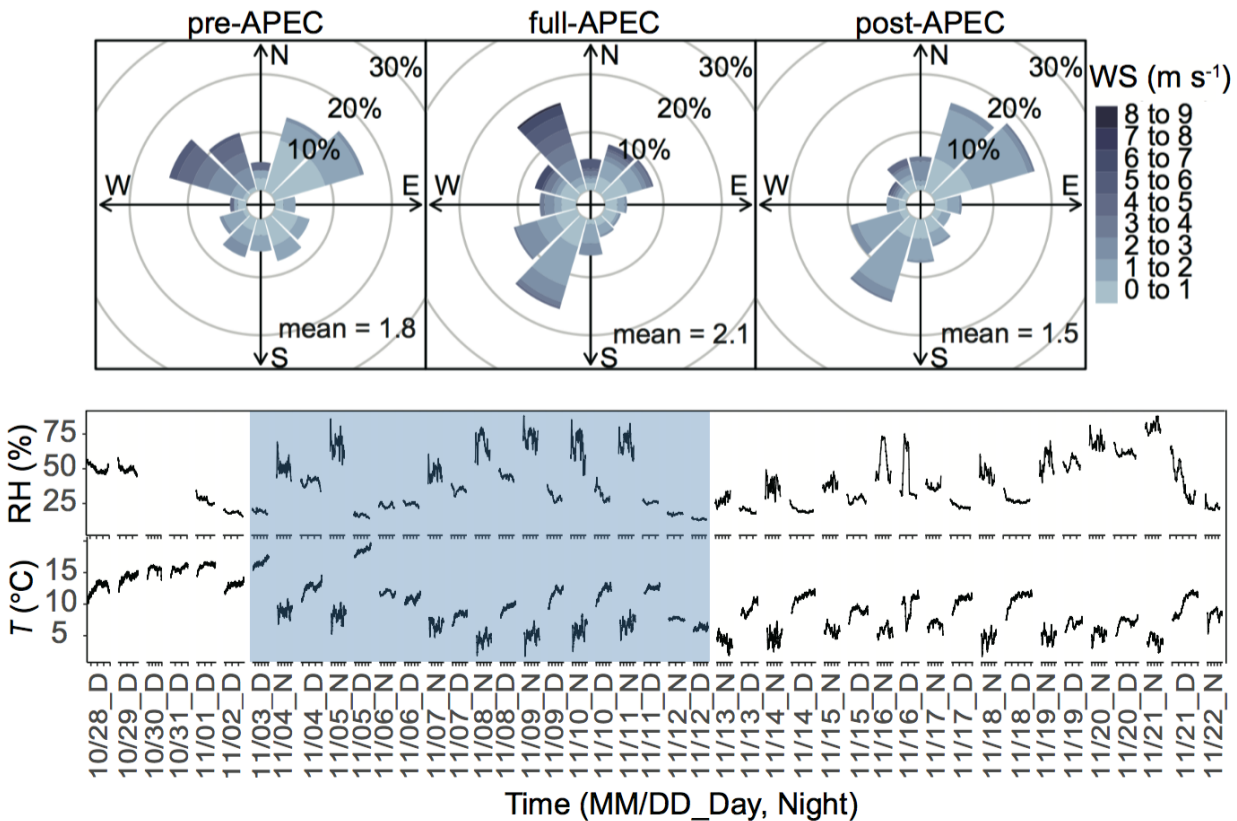 pre-APEC full-APEC post-APEC
N N N
30% 30% 30%
20% 20% 20%
10% 10% 10%
W E W E W E
mean = 1.8 mean = 2.1 mean = 1.5
S S S
WS (m s⁻¹)
8 to 9
7 to 8
6 to 7
5 to 6
4 to 5
3 to 4
2 to 3
1 to 2
0 to 1
RH (%)
75
50
25
T (°C)
15
10
5
10/28_D
10/29_D
10/30_D
10/31_D
11/01_D
11/02_D
11/03_D
11/04_N
11/04_D
11/05_N
11/05_D
11/06_N
11/06_D
11/07_N
11/07_D
11/08_N
11/08_D
11/09_N
11/09_D
11/10_N
11/10_D
11/11_N
11/11_D
11/12_N
11/12_D
11/13_N
11/13_D
11/14_N
11/14_D
11/15_N
11/15_D
11/16_N
11/16_D
11/17_N
11/17_D
11/18_N
11/18_D
11/19_N
11/19_D
11/20_N
11/20_D
11/21_N
11/21_D
11/22_N
Time (MM/DD_Day, Night)